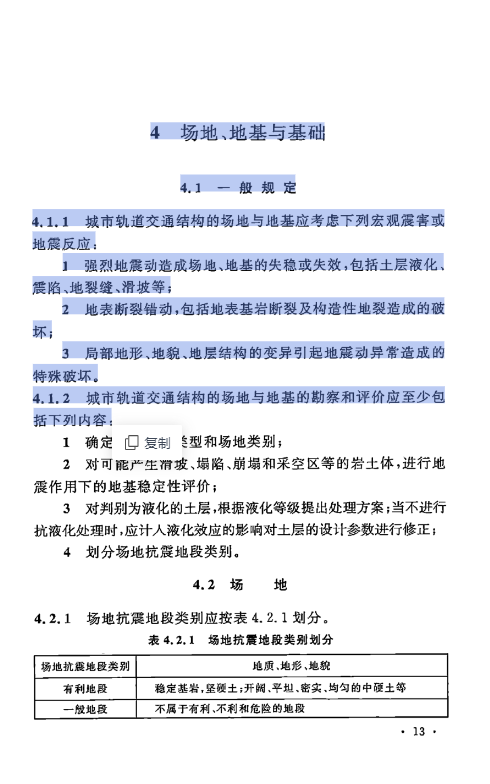 4 场地、地基与基础
4.1 一般规定
4.1.1 城市轨道交通结构的场地与地基应考虑下列宏观震害或
地震反应：
1 强烈地震动造成场地、地基的失稳或失效，包括土层液化、
震陷、地裂缝、滑坡等；
2 地表断裂错动，包括地表基岩断裂及构造性地裂造成的破
坏；
3 局部地形、地貌、地层结构的变异引起地震动异常造成的
特殊破坏。
4.1.2 城市轨道交通结构的场地与地基的勘察和评价应至少包
括下列内容：
1 确定 复制 类型和场地类别；
2 对可能产生滑坡、塌陷、崩塌和采空区等的岩土体，进行地
震作用下的地基稳定性评价；
3 对判别为液化的土层，根据液化等级提出处理方案；当不进行
抗液化处理时，应计入液化效应的影响对土层的设计参数进行修正；
4 划分场地抗震地段类别。
4.2 场 地
4.2.1 场地抗震地段类别应按表 4.2.1 划分。
表 4.2.1 场地抗震地段类别划分
场地抗震地段类别 地质、地形、地貌
有利地段 稳定基岩，坚硬土；开阔、平坦、密实、均匀的中硬土等
一般地段 不属于有利、不利和危险的地段
· 13 ·